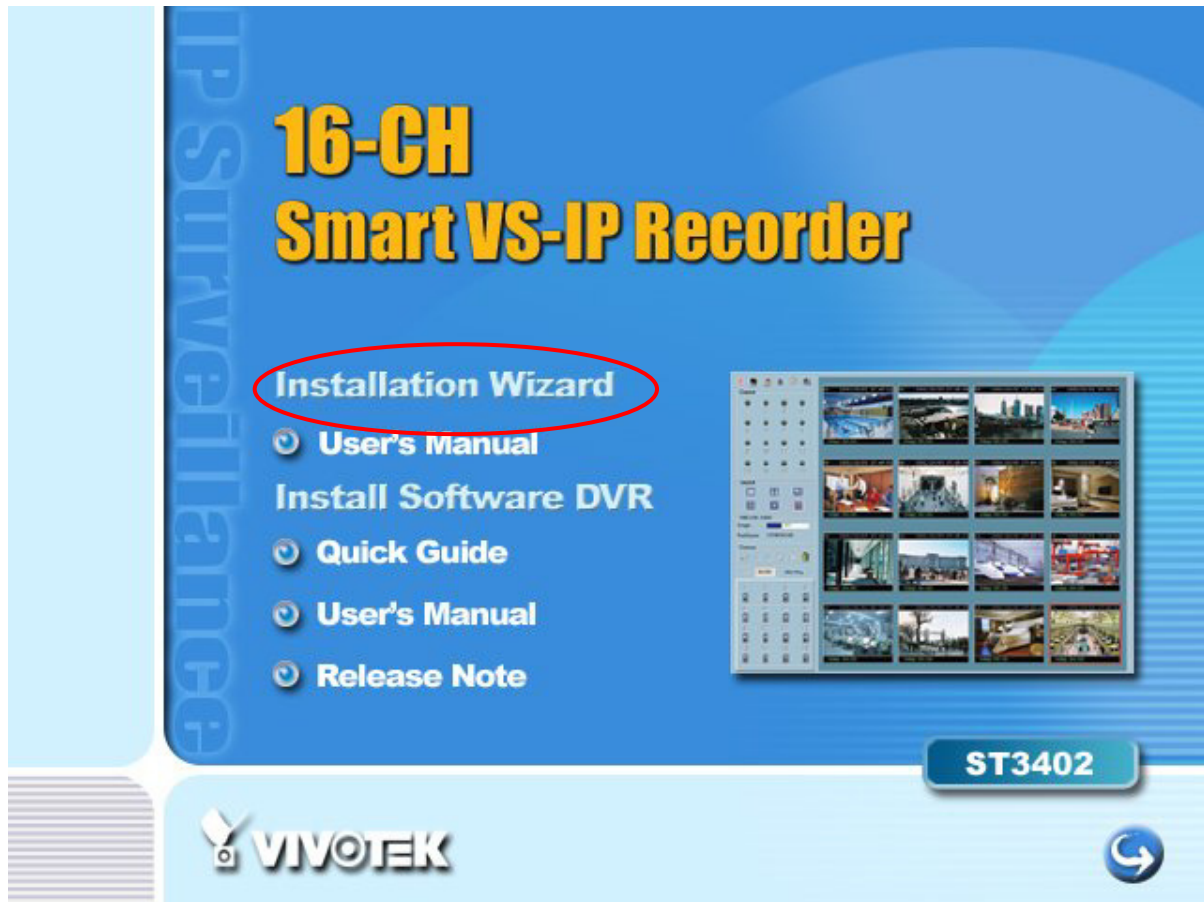 IP Surveillance
16-CH
Smart VS-IP Recorder
Installation Wizard
User's Manual
Install Software DVR
Quick Guide
User's Manual
Release Note
ST3402
VIVOTEK